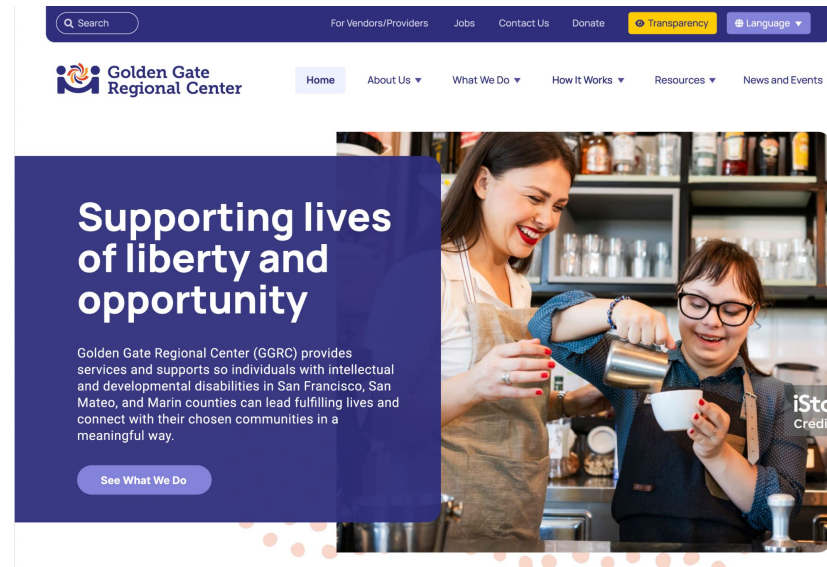 Search
For Vendors/Providers Jobs Contact Us Donate Transparency Language
Golden Gate
Regional Center
Home About Us What We Do How It Works Resources News and Events
Supporting lives
of liberty and
opportunity
Golden Gate Regional Center (GGRC) provides
services and supports so individuals with intellectual
and developmental disabilities in San Francisco, San
Mateo, and Marin counties can lead fulfilling lives and
connect with their chosen communities in a
meaningful way.
See What We Do